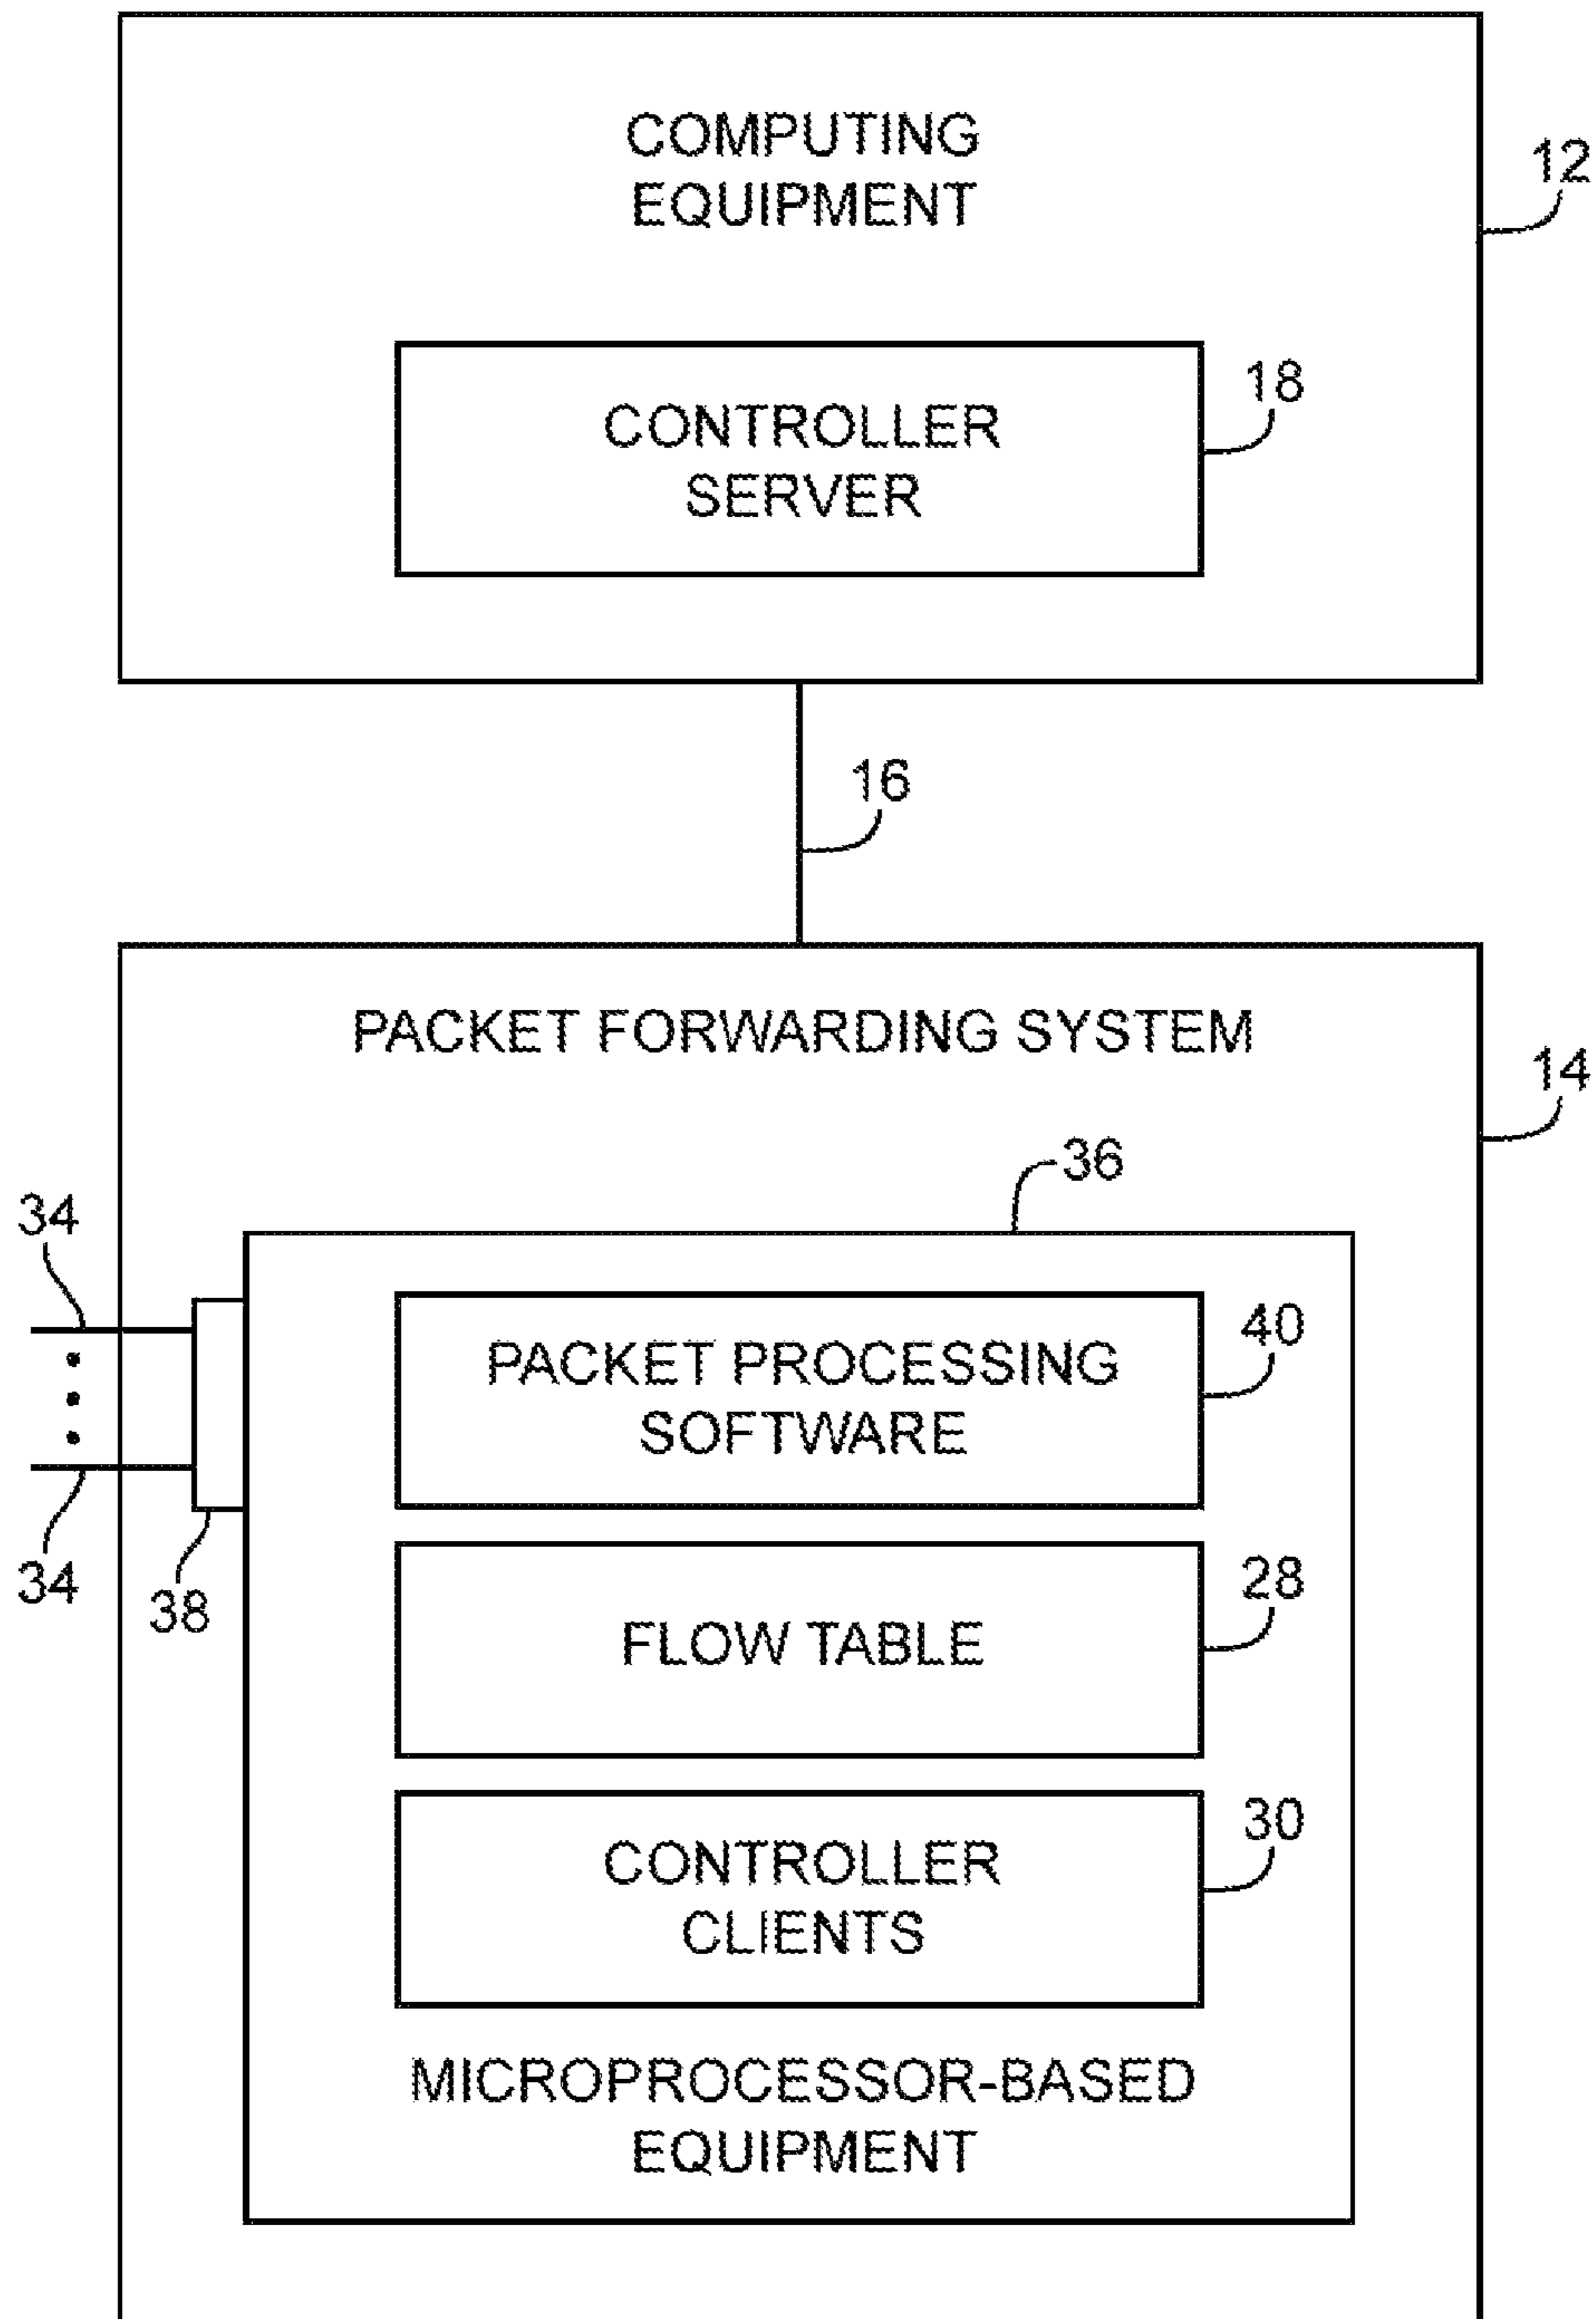 COMPUTING
EQUIPMENT
12
CONTROLLER
SERVER
18
16
PACKET FORWARDING SYSTEM
14
36
34
PACKET PROCESSING
SOFTWARE
40
34
38
FLOW TABLE
28
CONTROLLER
CLIENTS
30
MICROPROCESSOR-BASED
EQUIPMENT